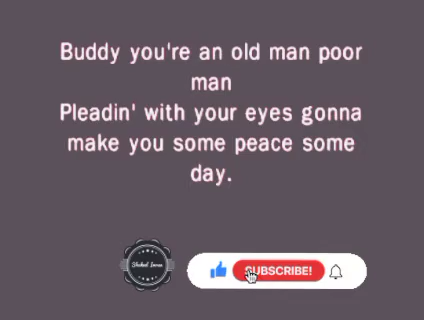 Buddy you're an old man poor
man
Pleadin' with your eyes gonna
make you some peace some
day.
SUBSCRIBE!